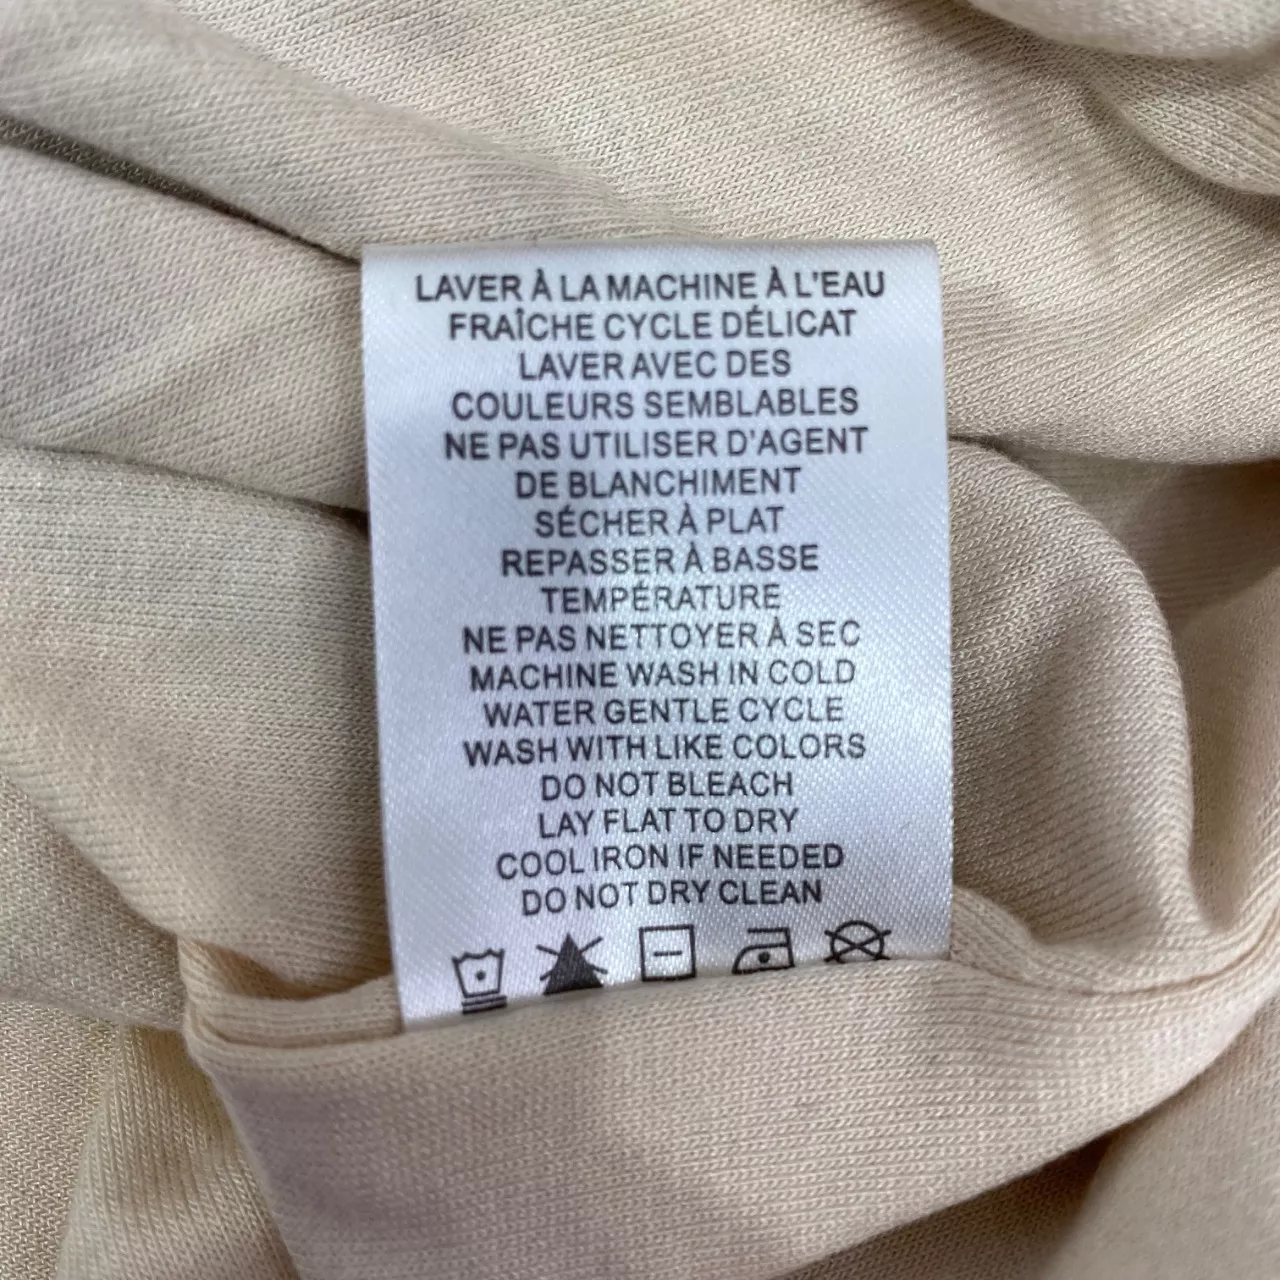 LAVER À LA MACHINE À L'EAU
FRAÎCHE CYCLE DÉLICAT
LAVER AVEC DES
COULEURS SEMBLABLES
NE PAS UTILISER D'AGENT
DE BLANCHIMENT
SÉCHER À PLAT
REPASSER À BASSE
TEMPÉRATURE
NE PAS NETTOYER À SEC
MACHINE WASH IN COLD
WATER GENTLE CYCLE
WASH WITH LIKE COLORS
DO NOT BLEACH
LAY FLAT TO DRY
COOL IRON IF NEEDED
DO NOT DRY CLEAN